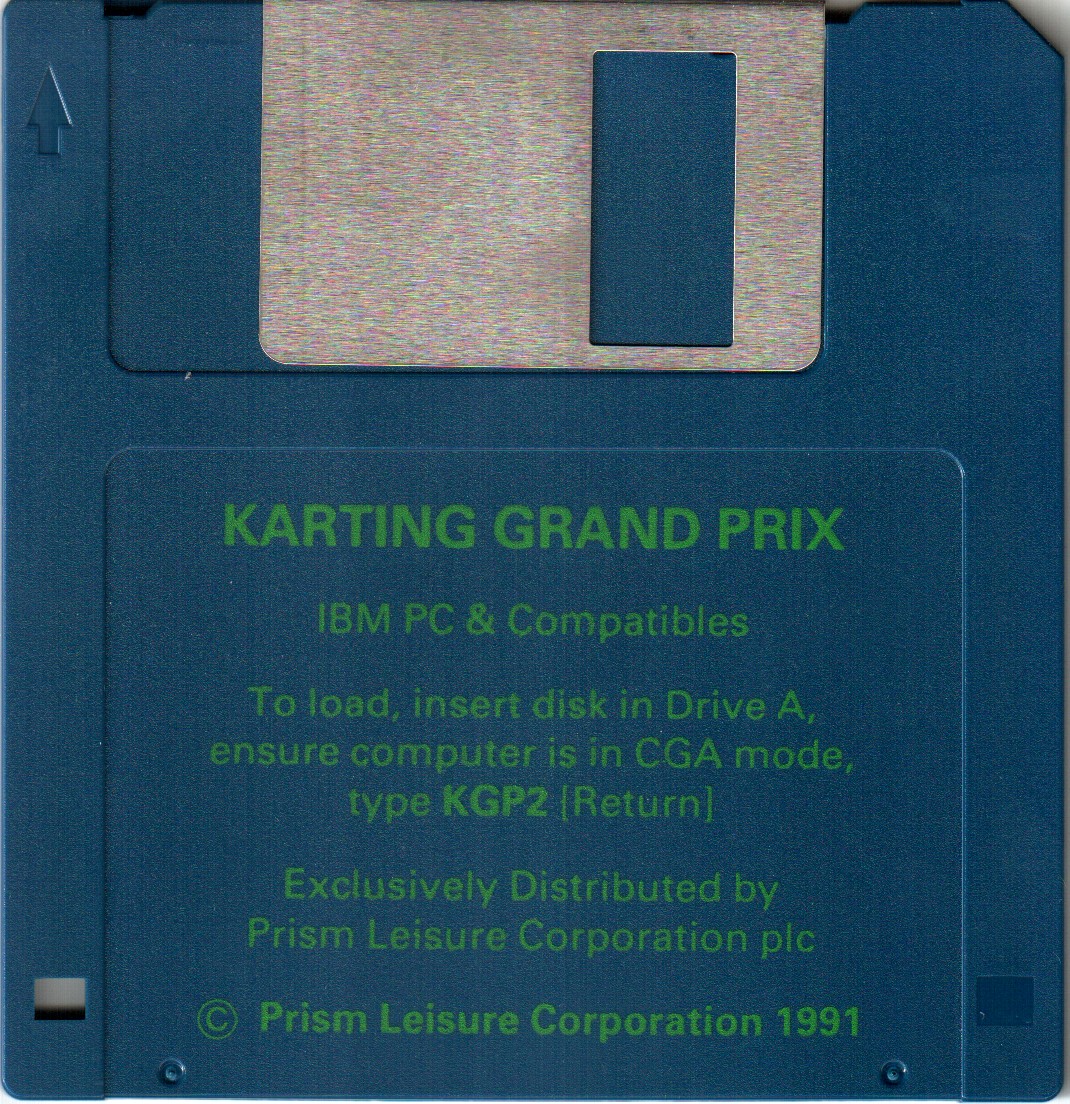 KARTING GRAND PRIX
IBM PC & Compatibles
To load, insert disk in Drive A,
ensure computer is in CGA mode,
type KGP2 [Return]
Exclusively Distributed by
Prism Leisure Corporation plc
© Prism Leisure Corporation 1991